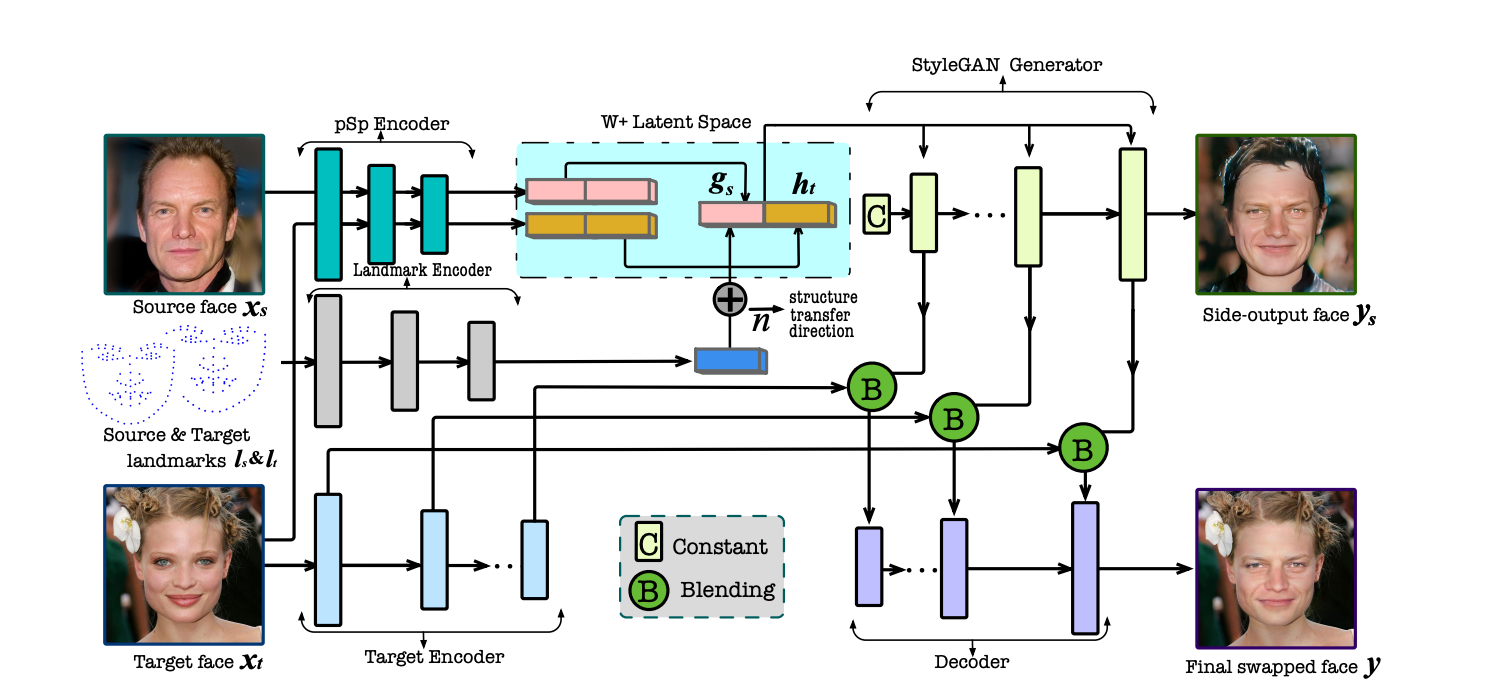 StyleGAN Generator
pSp Encoder
W+ Latent Space
g_s
h_t
C
Source face x_s
Landmark Encoder
+
n
structure
transfer
direction
Side-output face y_s
B
B
B
Source & Target
landmarks l_s&l_t
C Constant
B Blending
Target face x_t
Target Encoder
Decoder
Final swapped face y